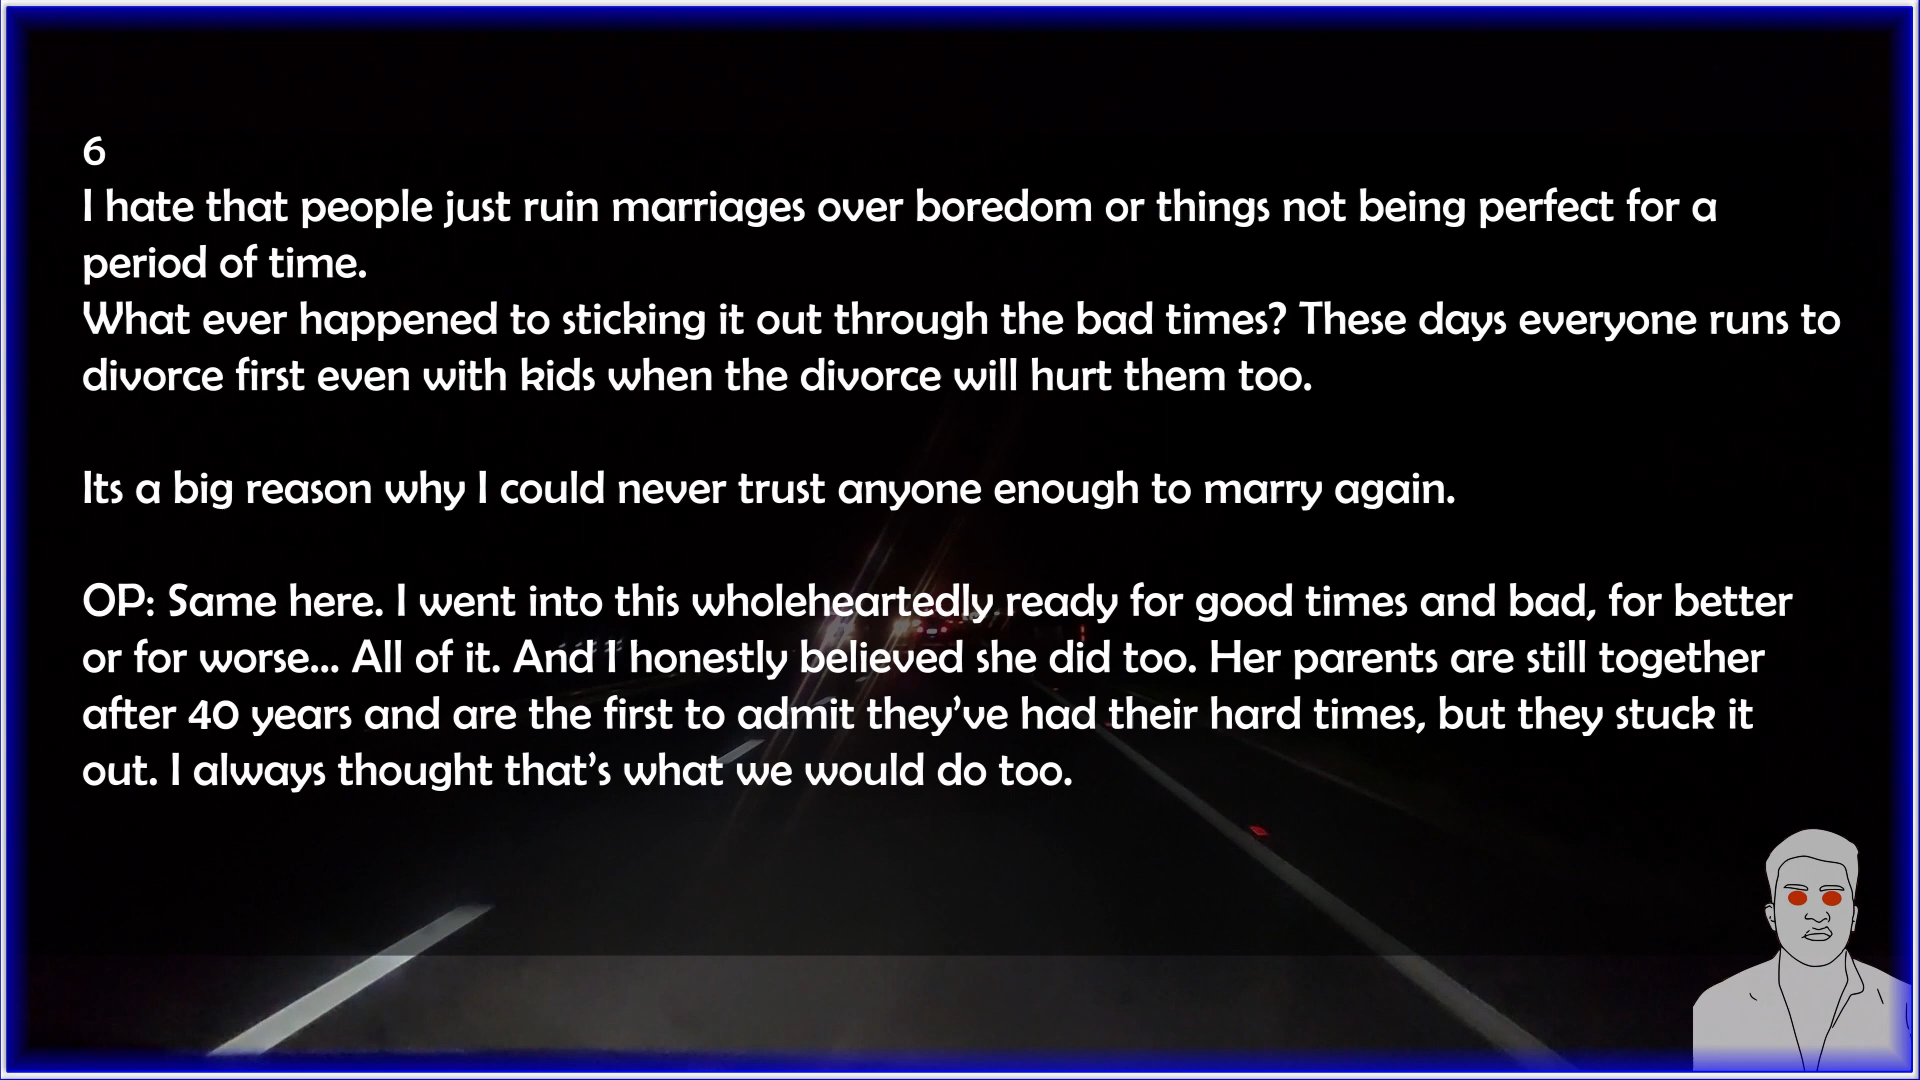 6
I hate that people just ruin marriages over boredom or things not being perfect for a
period of time.
What ever happened to sticking it out through the bad times? These days everyone runs to
divorce first even with kids when the divorce will hurt them too.
Its a big reason why I could never trust anyone enough to marry again.
OP: Same here. I went into this wholeheartedly ready for good times and bad, for better
or for worse... All of it. And I honestly believed she did too. Her parents are still together
after 40 years and are the first to admit they’ve had their hard times, but they stuck it
out. I always thought that’s what we would do too.